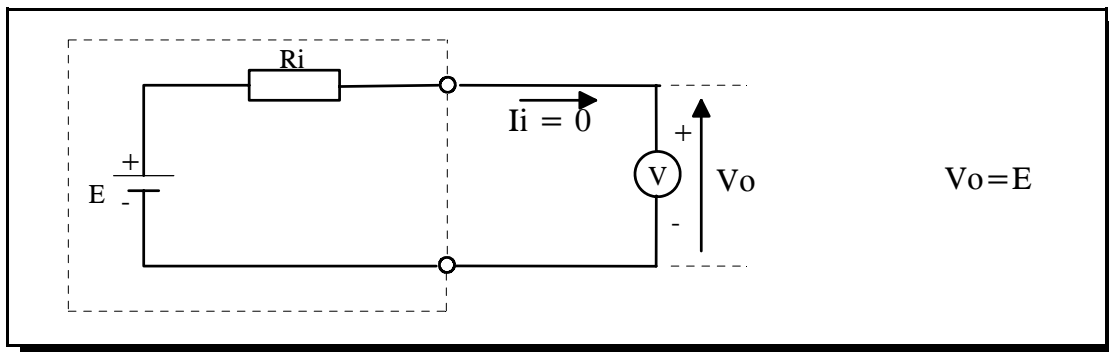 Ri
Ii = 0
+
+
E
V
Vo
Vo=E
-
-